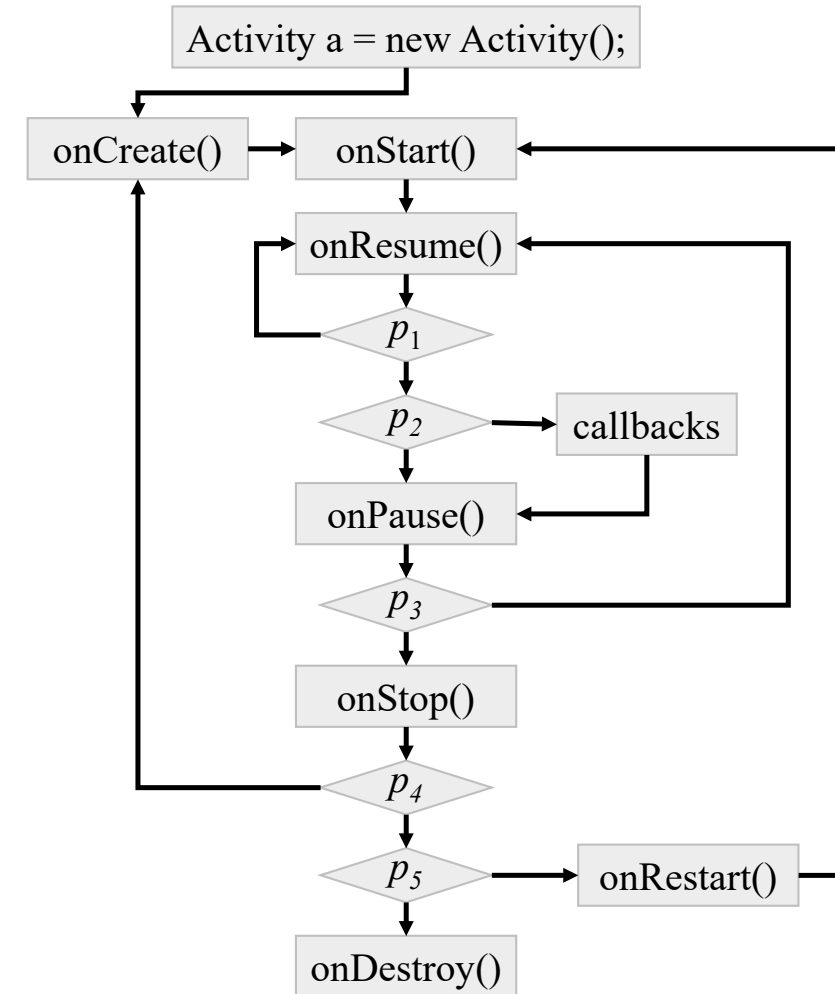 Activity a = new Activity();
onCreate()
onStart()
onResume()
p1
p2
callbacks
onPause()
p3
onStop()
p4
p5
onRestart()
onDestroy()